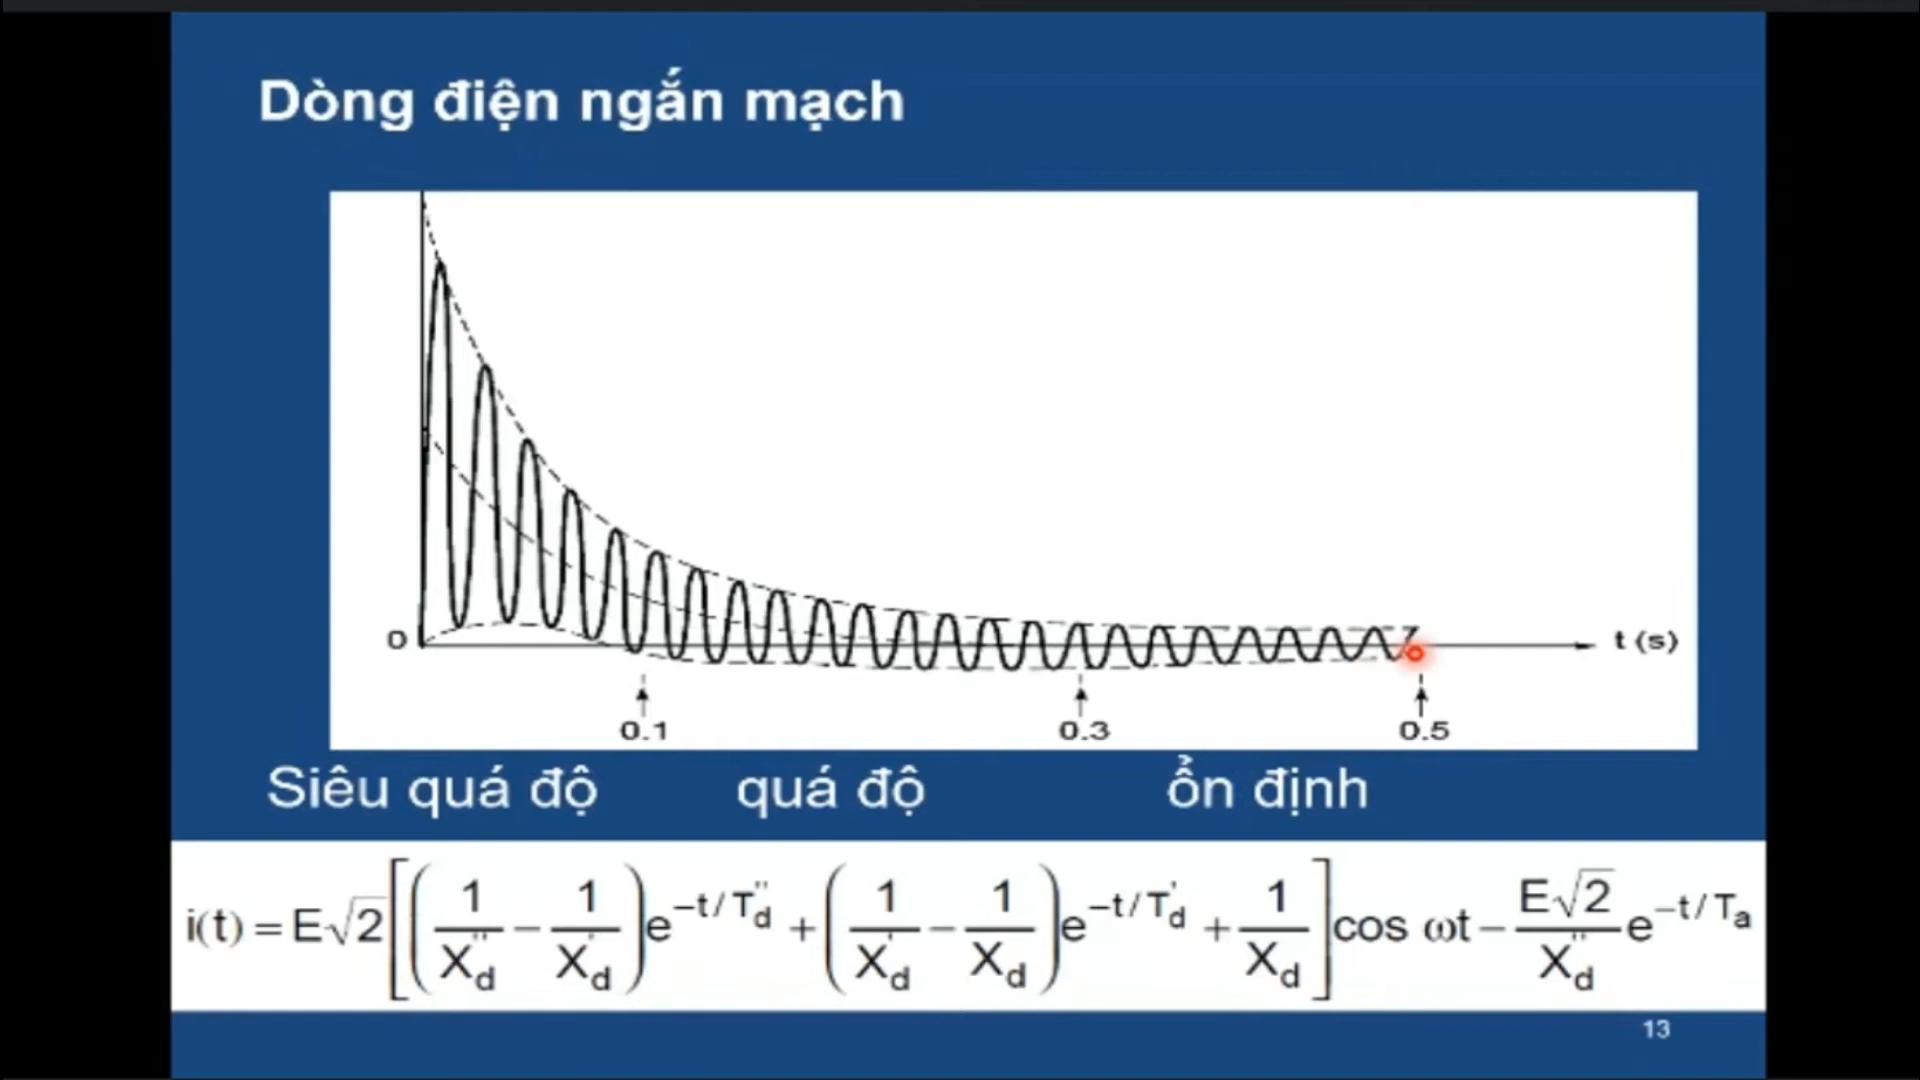 Dòng điện ngắn mạch
0
t (s)
0.1 0.3 0.5
Siêu quá độ quá độ ổn định
i(t) = E√2[(1/X''d − 1/X'd)e^(−t/T''d) + (1/X'd − 1/Xd)e^(−t/T'd) + 1/Xd]cos ωt − (E√2/X''d)e^(−t/Ta)
13